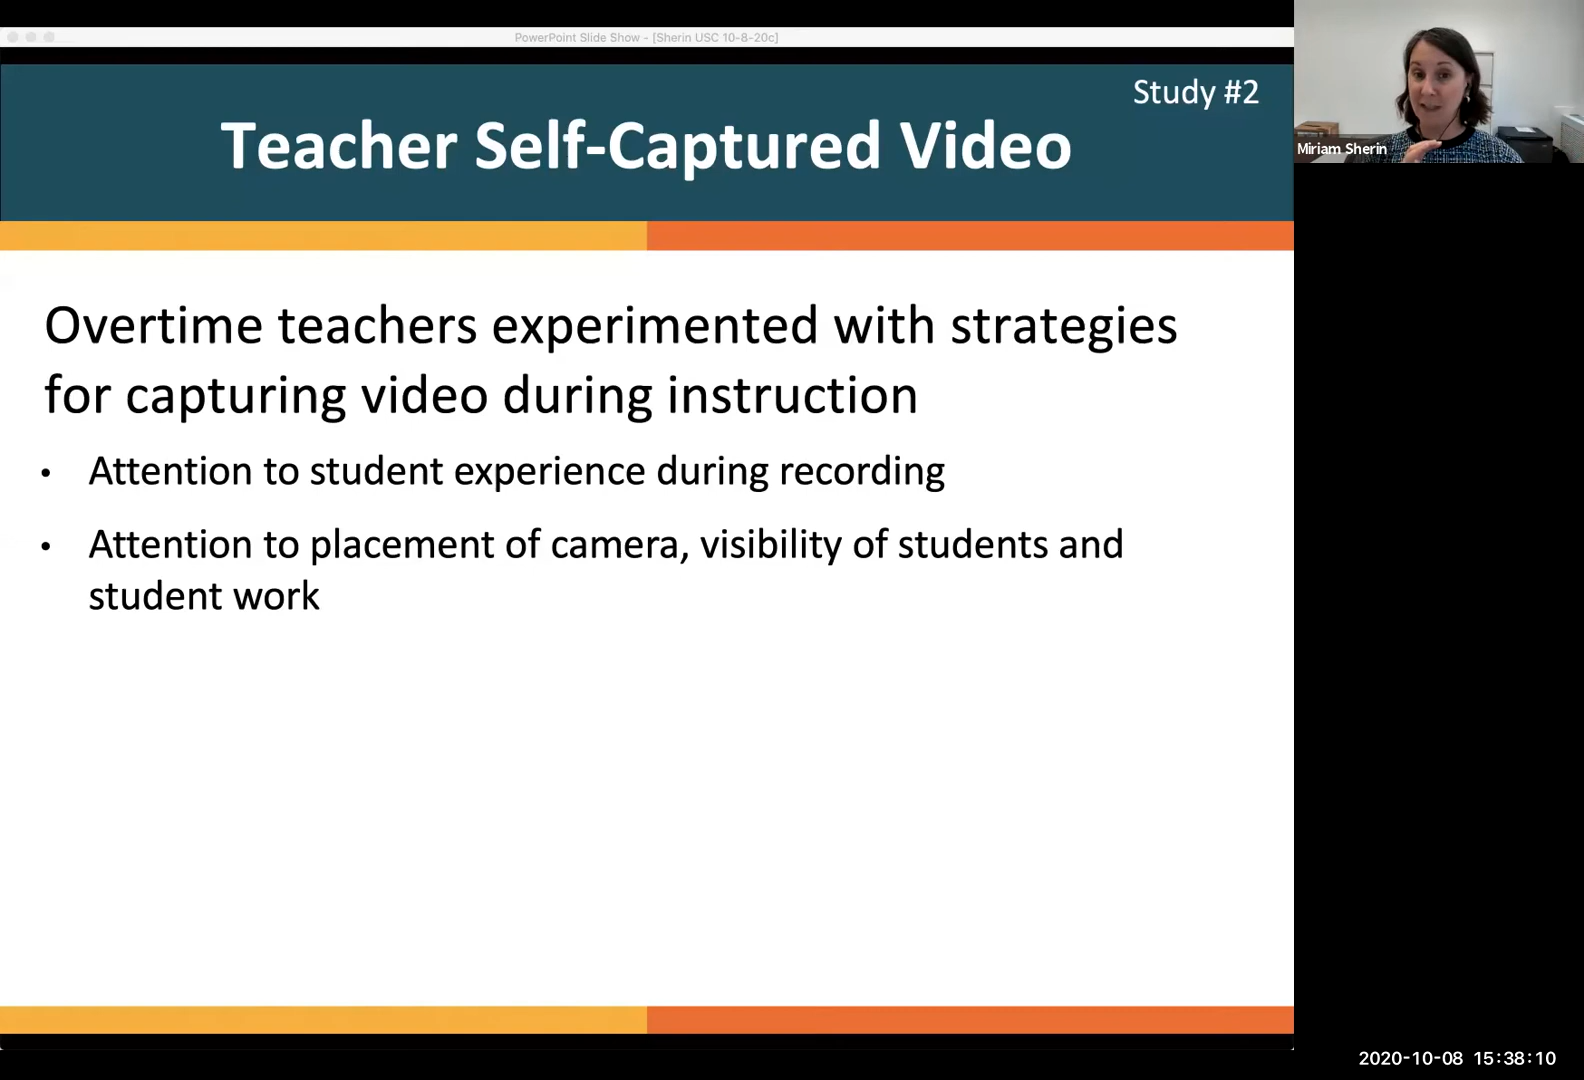 PowerPoint Slide Show - [Sherin USC 10-8-20c]
Study #2
Teacher Self-Captured Video
Miriam Sherin
Overtime teachers experimented with strategies
for capturing video during instruction
• Attention to student experience during recording
• Attention to placement of camera, visibility of students and
student work
2020-10-08 15:38:10